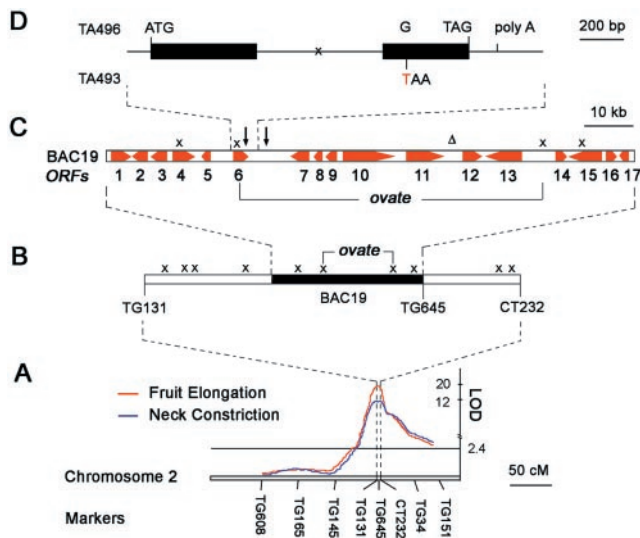 D
TA496
ATG
x
G
TAG
poly A
200 bp
TA493
TAA
C
10 kb
x x Δ x x
BAC19
ORFs 1 2 3 4 5 6 7 8 9 10 11 12 13 14 15 16 17
ovate
B
ovate
x x x x x x x x x x
BAC19
TG131 TG645 CT232
A
Fruit Elongation
Neck Constriction
20
12
2.4
LOD
Chromosome 2
50 cM
Markers
TG608 TG165 TG145 TG131 TG645 CT232 TG34 TG151